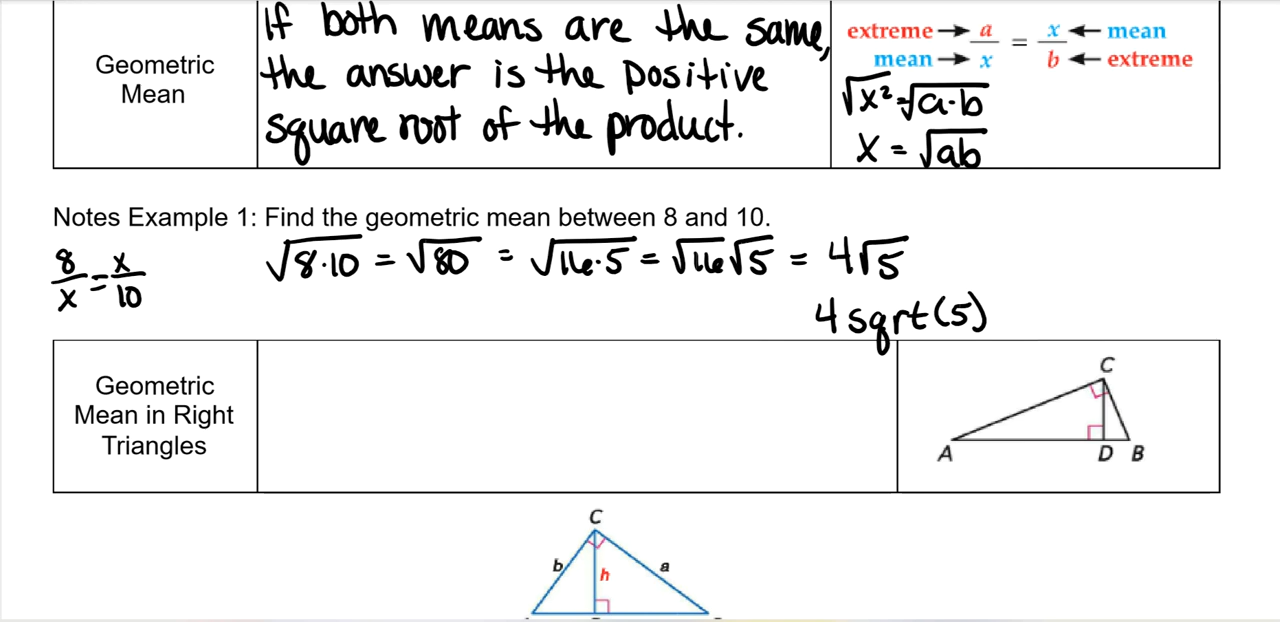 Geometric
Mean
If both means are the same,
the answer is the positive
square root of the product.
extreme → a = x ← mean
mean → x b ← extreme
√x² = √a·b
x = √ab
Notes Example 1: Find the geometric mean between 8 and 10.
8/x = x/10
√8·10 = √80 = √16·5 = √16 √5 = 4√5
4 sqrt(5)
Geometric
Mean in Right
Triangles
C
A D B
C
b h a